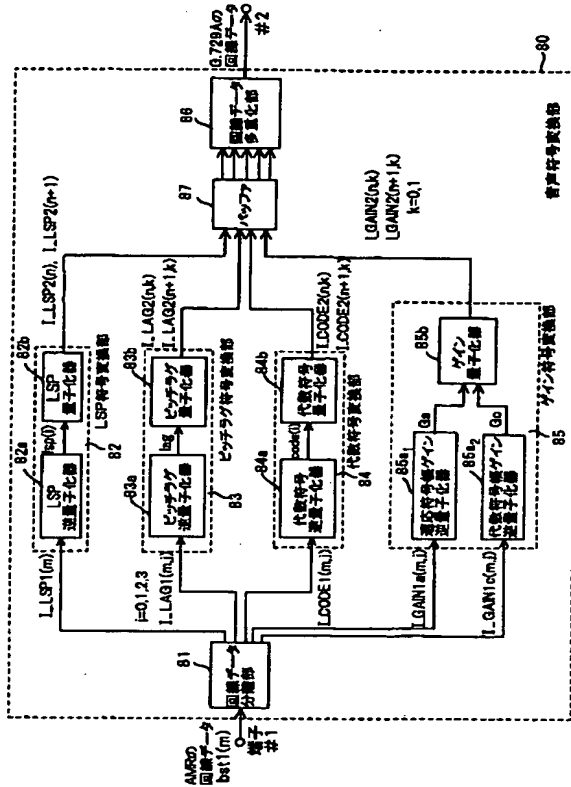 AMRの
回線データ
bst1(m)
端子
#1
81
回線データ
分離部
I_LSP1(m)
82a
LSP
逆量子化器
lsp(i)
82b
LSP
量子化器
LSP符号変換部
82
I_LSP2(n), I_LSP2(n+1)
j=0,1,2,3
I_LAG1(m,j)
83a
ピッチラグ
逆量子化器
lag
83b
ピッチラグ
量子化器
ピッチラグ符号変換部
83
I_LAG2(n,k)
I_LAG2(n+1,k)
I_CODE1(m,j)
84a
代数符号
逆量子化器
code(i)
84b
代数符号
量子化器
代数符号変換部
84
I_CODE2(n,k)
I_CODE2(n+1,k)
I_GAIN1a(m,j)
85a1
適応符号帳ゲイン
逆量子化器
Ga
I_GAIN1c(m,j)
85a2
代数符号帳ゲイン
逆量子化器
Gc
85b
ゲイン
量子化器
ゲイン符号変換部
85
I_GAIN2(n,k)
I_GAIN2(n+1,k)
k=0,1
87
バッファ
86
回線データ
多重化部
G.729Aの
回線データ
#2
80
音声符号変換部